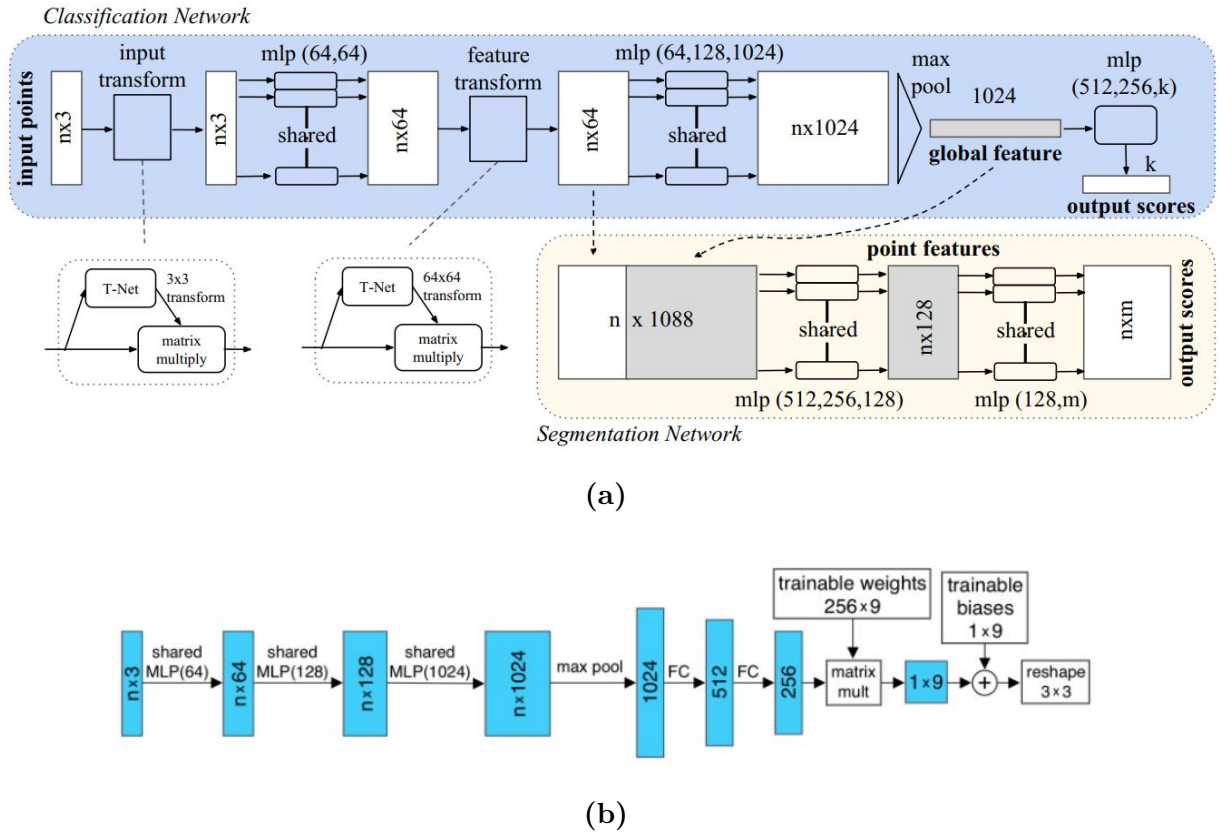 Classification Network
input points
nx3
input
transform
nx3
mlp (64,64)
shared
nx64
feature
transform
nx64
mlp (64,128,1024)
shared
nx1024
max
pool
1024
global feature
mlp
(512,256,k)
k
output scores
T-Net
3x3
transform
matrix
multiply
T-Net
64x64
transform
matrix
multiply
point features
n x 1088
shared
mlp (512,256,128)
nx128
shared
mlp (128,m)
nxm
output scores
Segmentation Network
(a)
n×3
shared
MLP(64)
n×64
shared
MLP(128)
n×128
shared
MLP(1024)
n×1024
max pool
1024
FC
512
FC
256
trainable weights
256×9
matrix
mult
1×9
trainable
biases
1×9
+
reshape
3×3
(b)